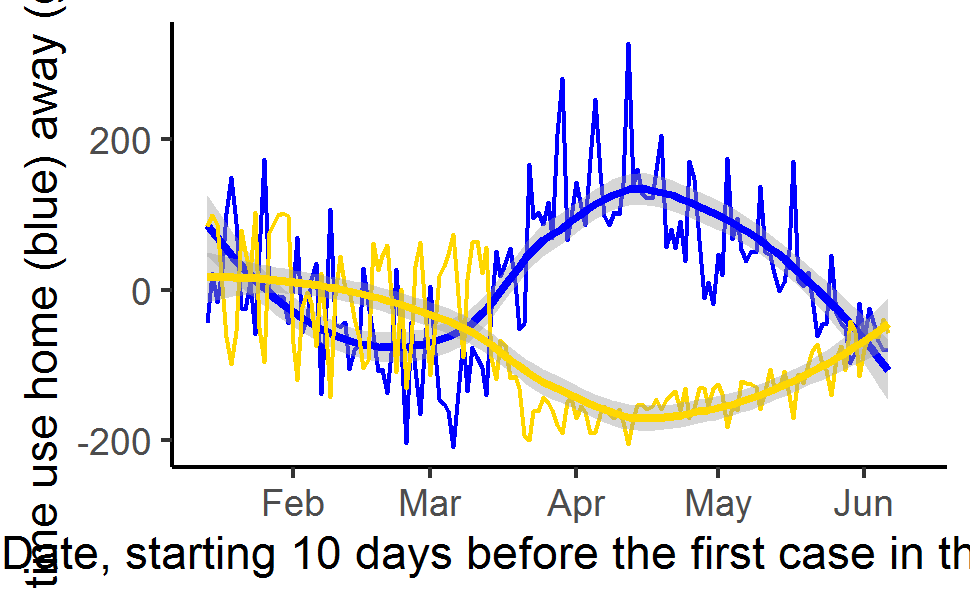 time use home (blue) away (
200
0
-200
Feb Mar Apr May Jun
Date, starting 10 days before the first case in th